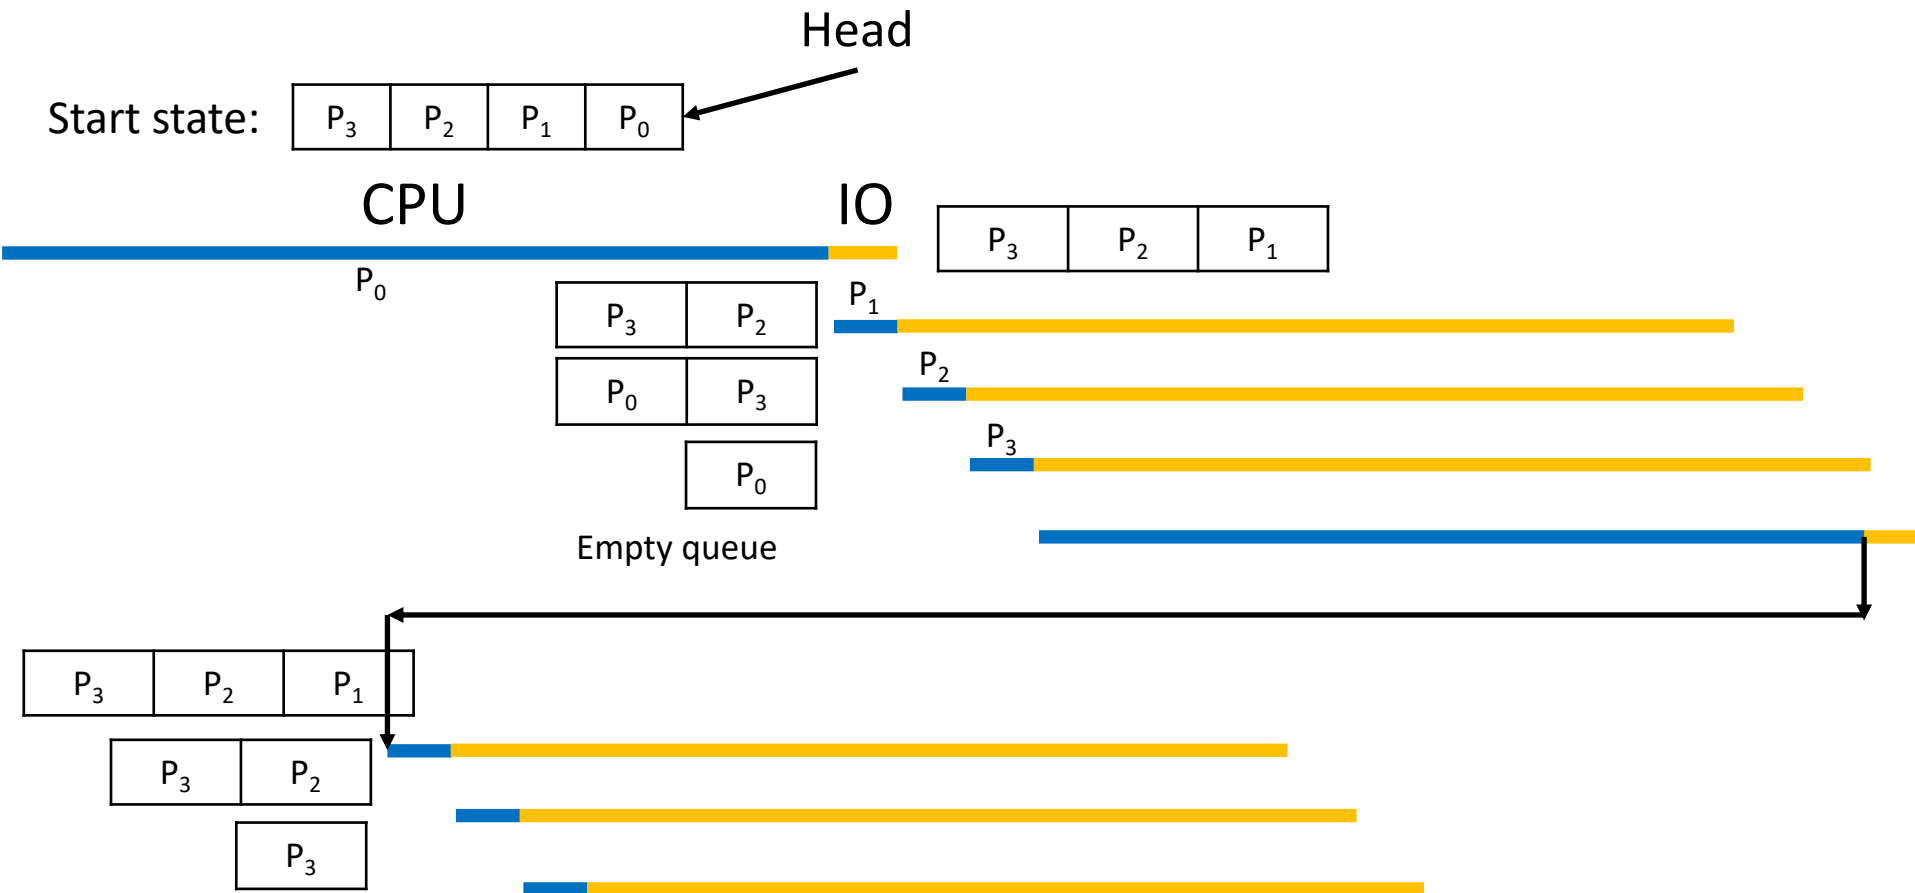 Head
Start state: P₃ P₂ P₁ P₀
CPU IO
P₃ P₂ P₁
P₀
P₃ P₂ P₁
P₀ P₃ P₂
P₀ P₃
Empty queue
P₃ P₂ P₁
P₃ P₂
P₃